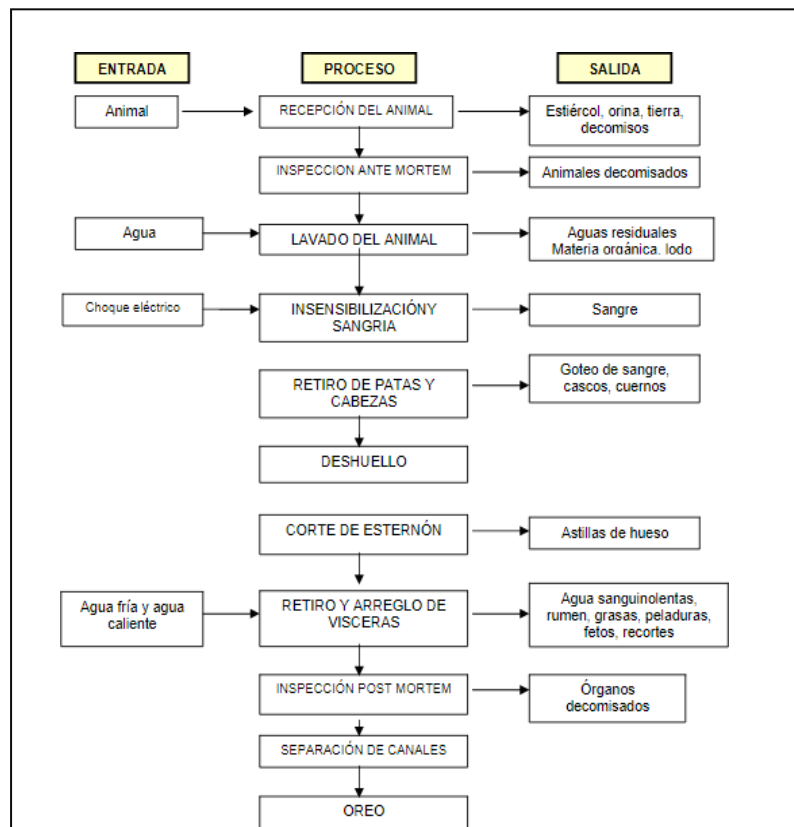 ENTRADA PROCESO SALIDA
Animal
RECEPCIÓN DEL ANIMAL
Estiércol, orina, tierra,
decomisos
INSPECCION ANTE MORTEM
Animales decomisados
Agua
LAVADO DEL ANIMAL
Aguas residuales
Materia orgánica, lodo
Choque eléctrico
INSENSIBILIZACIÓNY
SANGRIA
Sangre
RETIRO DE PATAS Y
CABEZAS
Goteo de sangre,
cascos, cuernos
DESHUELLO
CORTE DE ESTERNÓN
Astillas de hueso
Agua fría y agua
caliente
RETIRO Y ARREGLO DE
VISCERAS
Agua sanguinolentas,
rumen, grasas, peladuras,
fetos, recortes
INSPECCIÓN POST MORTEM
Órganos
decomisados
SEPARACIÓN DE CANALES
OREO